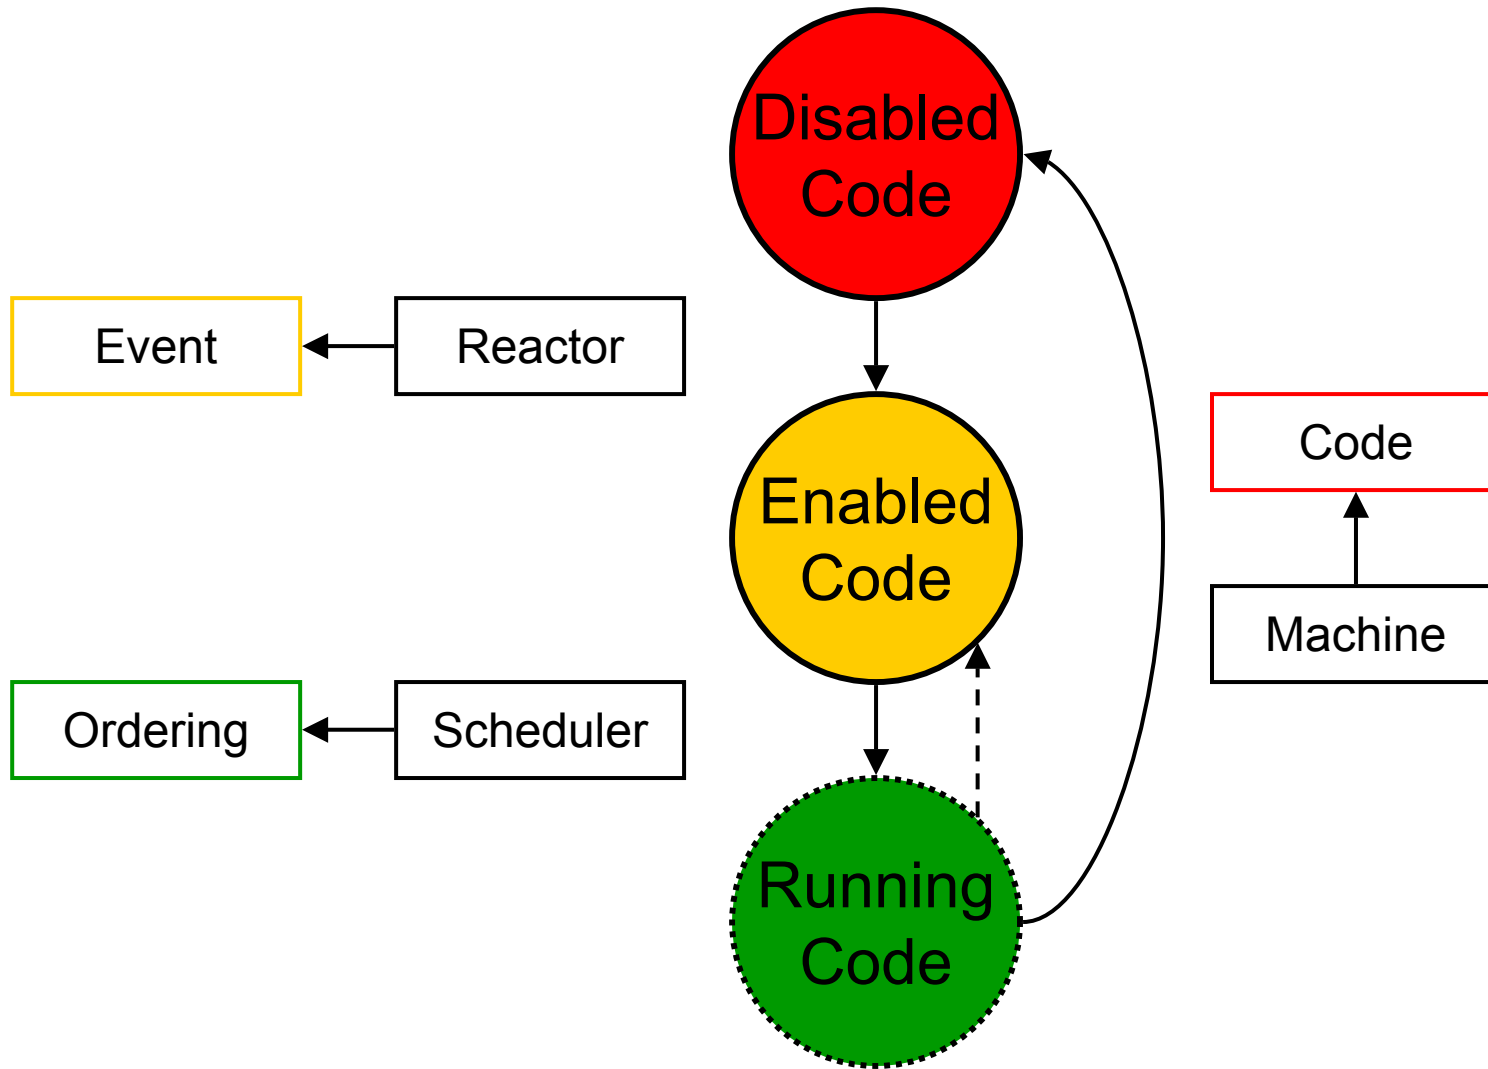 Disabled
Code
Event
Reactor
Code
Enabled
Code
Machine
Ordering
Scheduler
Running
Code